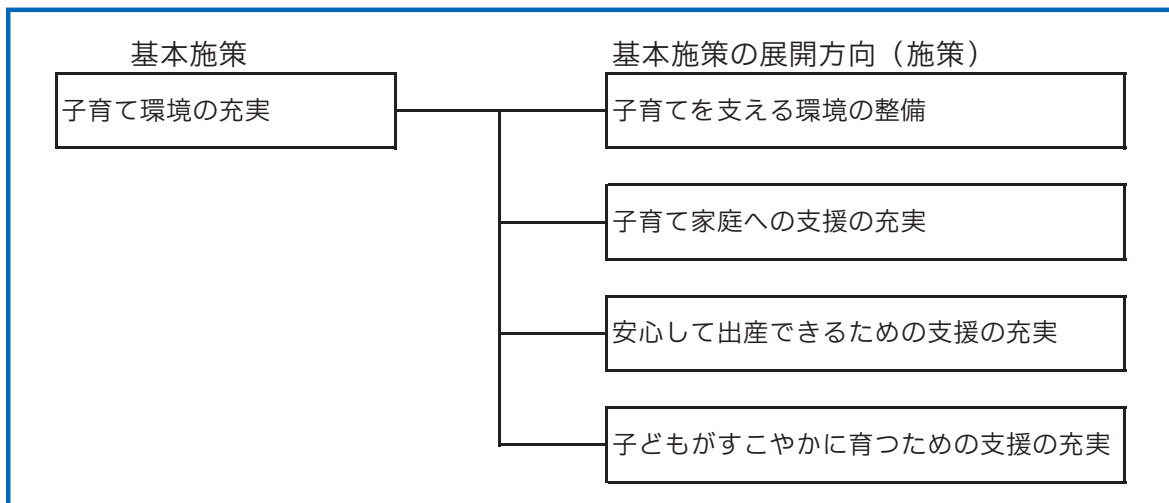 基本施策
基本施策の展開方向（施策）
子育て環境の充実
子育てを支える環境の整備
子育て家庭への支援の充実
安心して出産できるための支援の充実
子どもがすこやかに育つための支援の充実